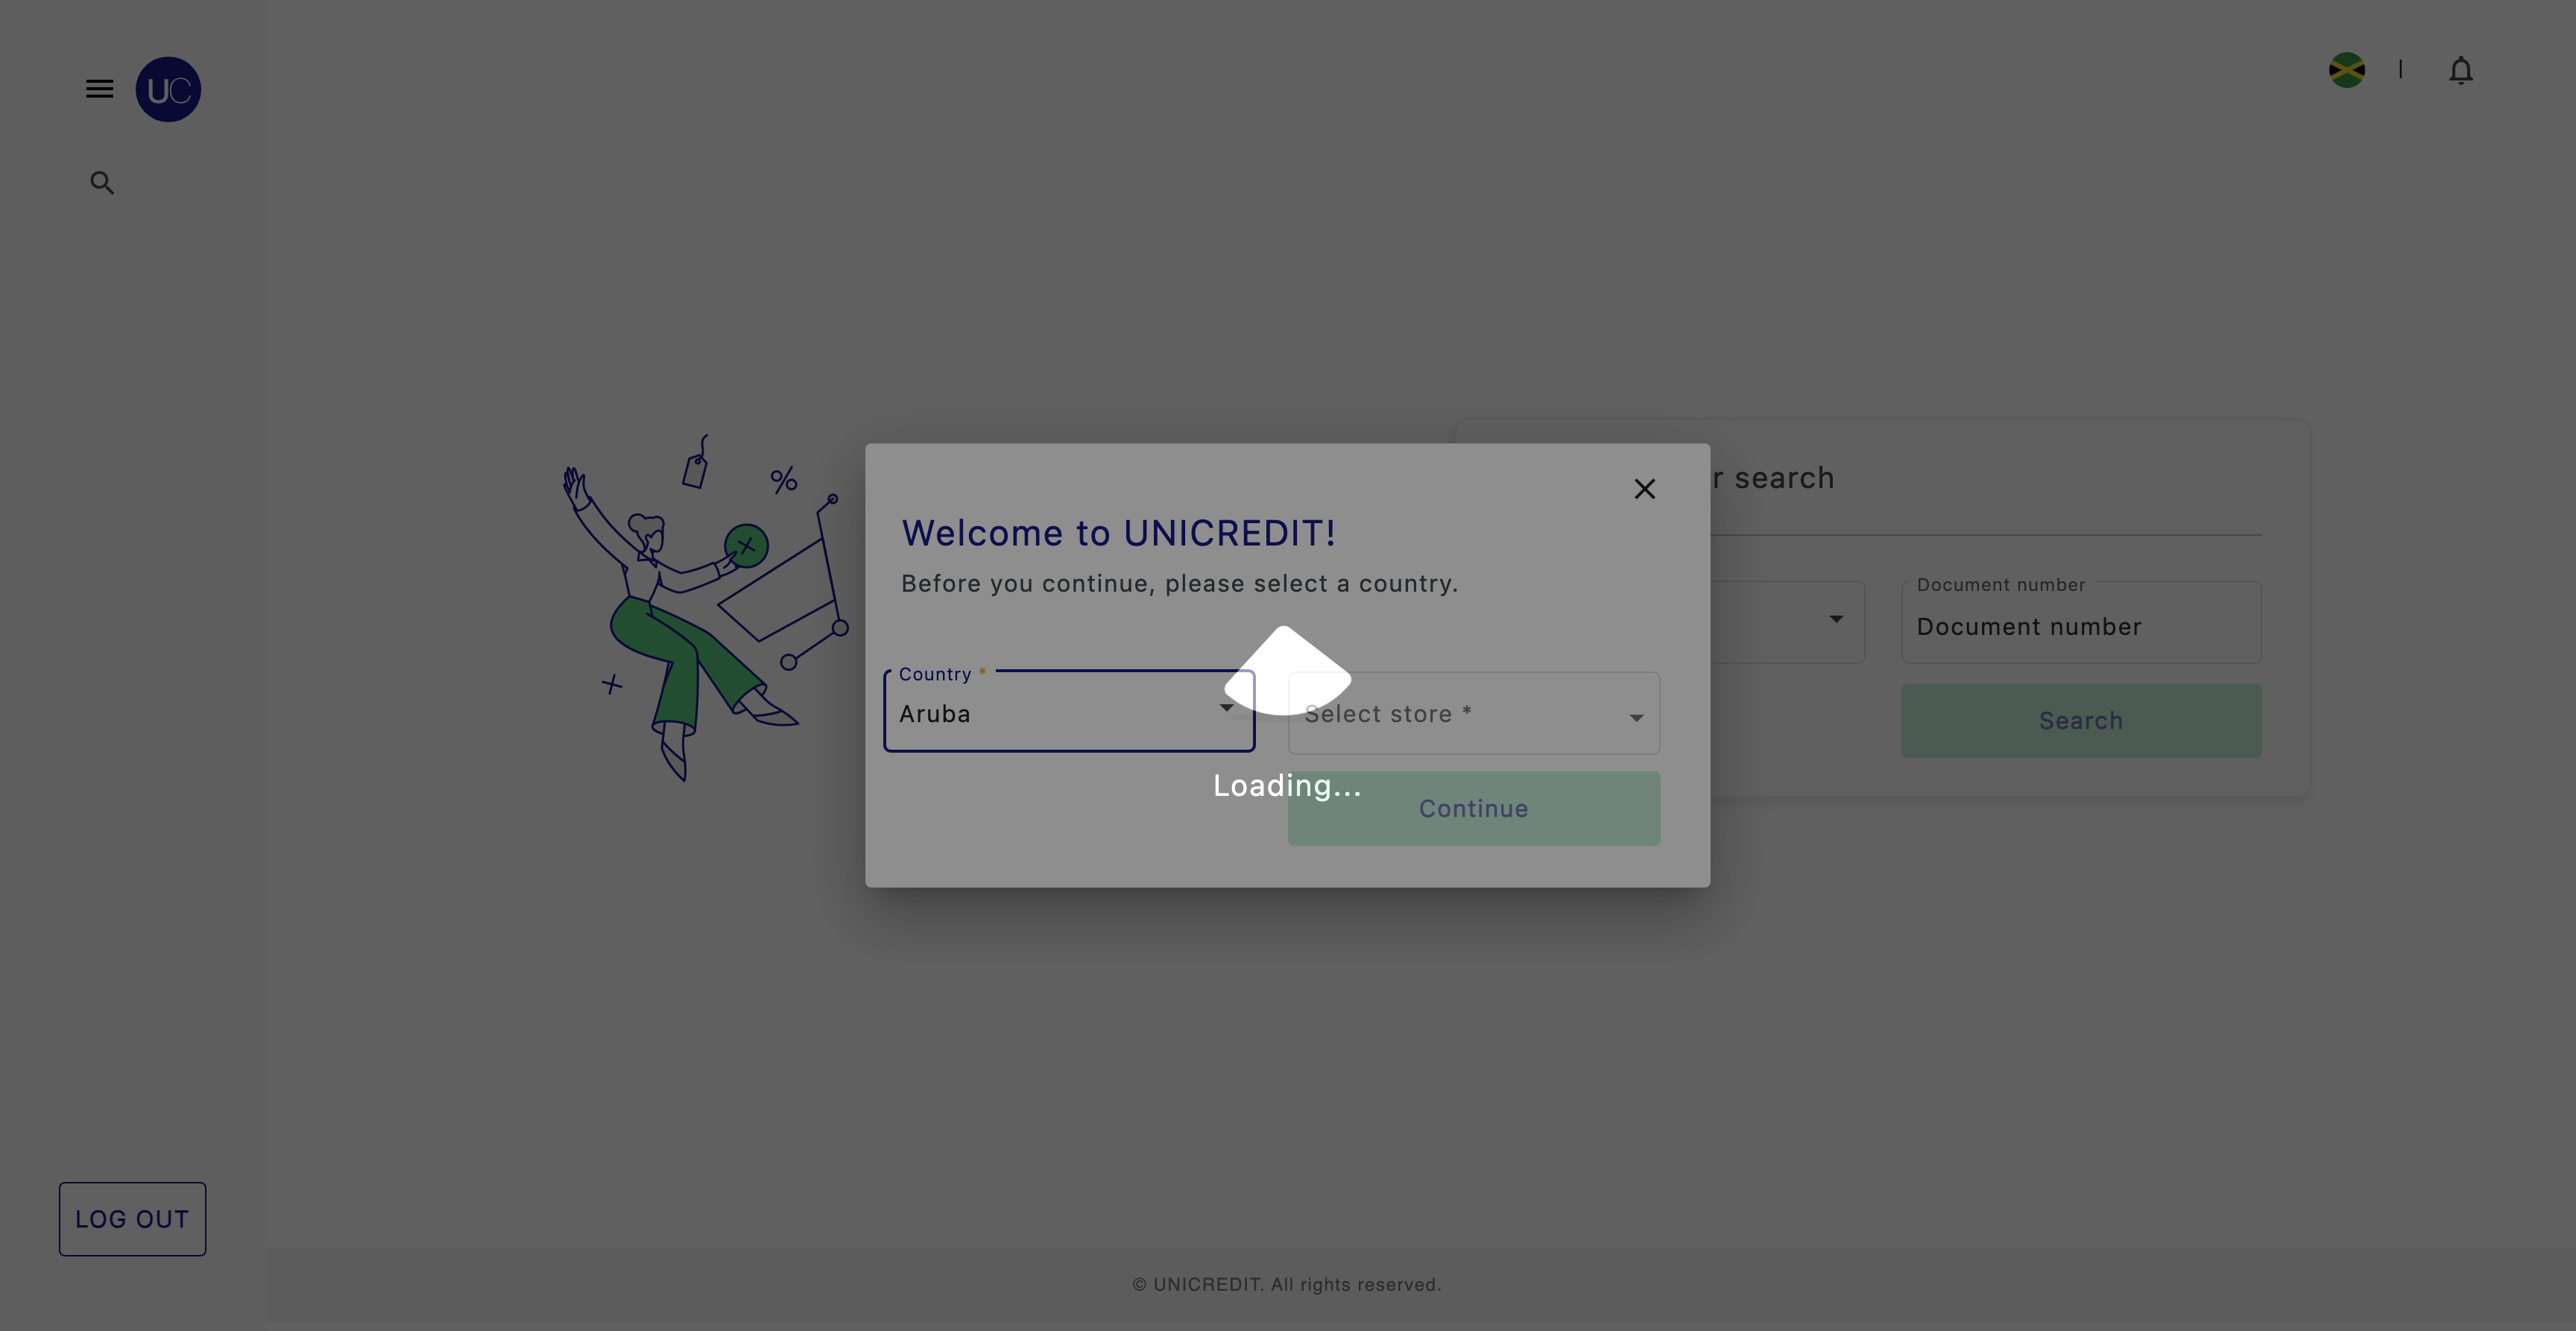 UC
Welcome to UNICREDIT!
Before you continue, please select a country.
Country *
Aruba
Select store *
Loading...
Continue
r search
Document number
Document number
Search
LOG OUT
© UNICREDIT. All rights reserved.